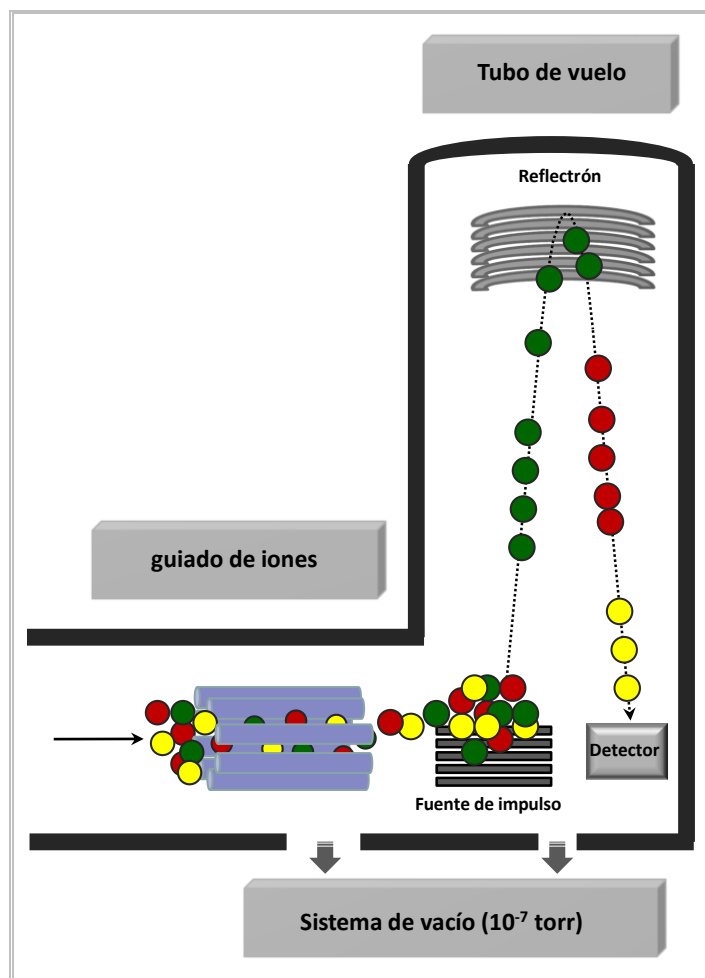 Tubo de vuelo
Reflectrón
guiado de iones
Detector
Fuente de impulso
Sistema de vacío (10⁻⁷ torr)